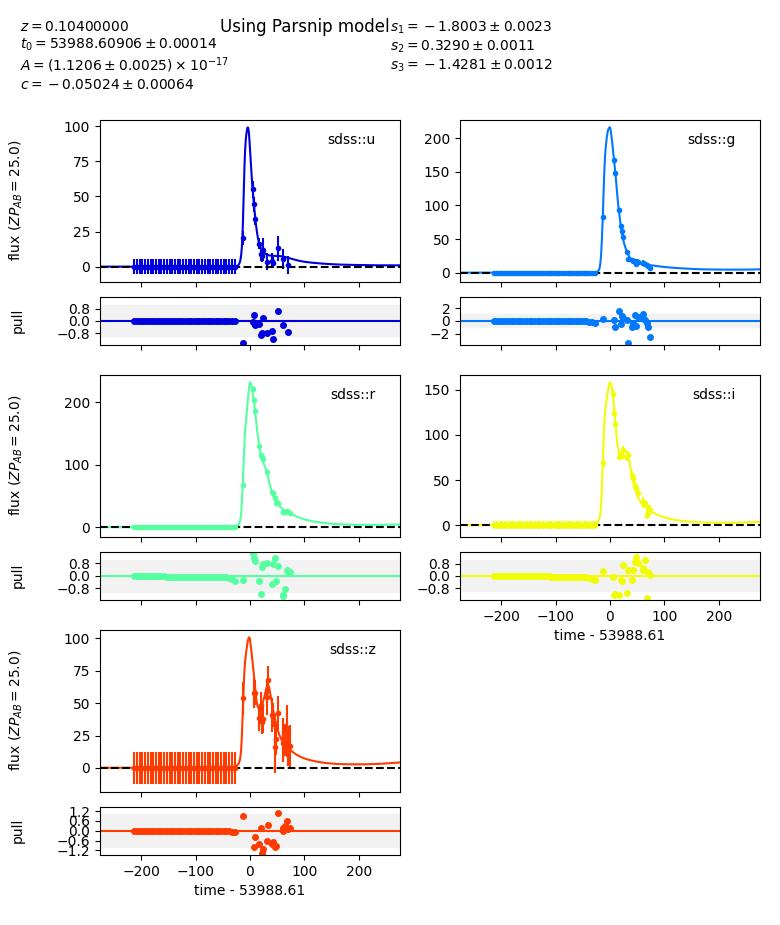 z = 0.10400000
t₀ = 53988.60906 ± 0.00014
A = (1.1206 ± 0.0025) × 10⁻¹⁷
c = −0.05024 ± 0.00064
Using Parsnip model
s₁ = −1.8003 ± 0.0023
s₂ = 0.3290 ± 0.0011
s₃ = −1.4281 ± 0.0012
flux (ZP_AB = 25.0)
100
75
50
25
0
sdss::u
200
150
100
50
0
sdss::g
pull
0.8
0.0
−0.8
2
0
−2
flux (ZP_AB = 25.0)
200
100
0
sdss::r
150
100
50
0
sdss::i
pull
0.8
0.0
−0.8
0.8
0.0
−0.8
−200 −100 0 100 200
time - 53988.61
flux (ZP_AB = 25.0)
100
75
50
25
0
sdss::z
pull
1.2
0.6
0.0
−0.6
−1.2
−200 −100 0 100 200
time - 53988.61